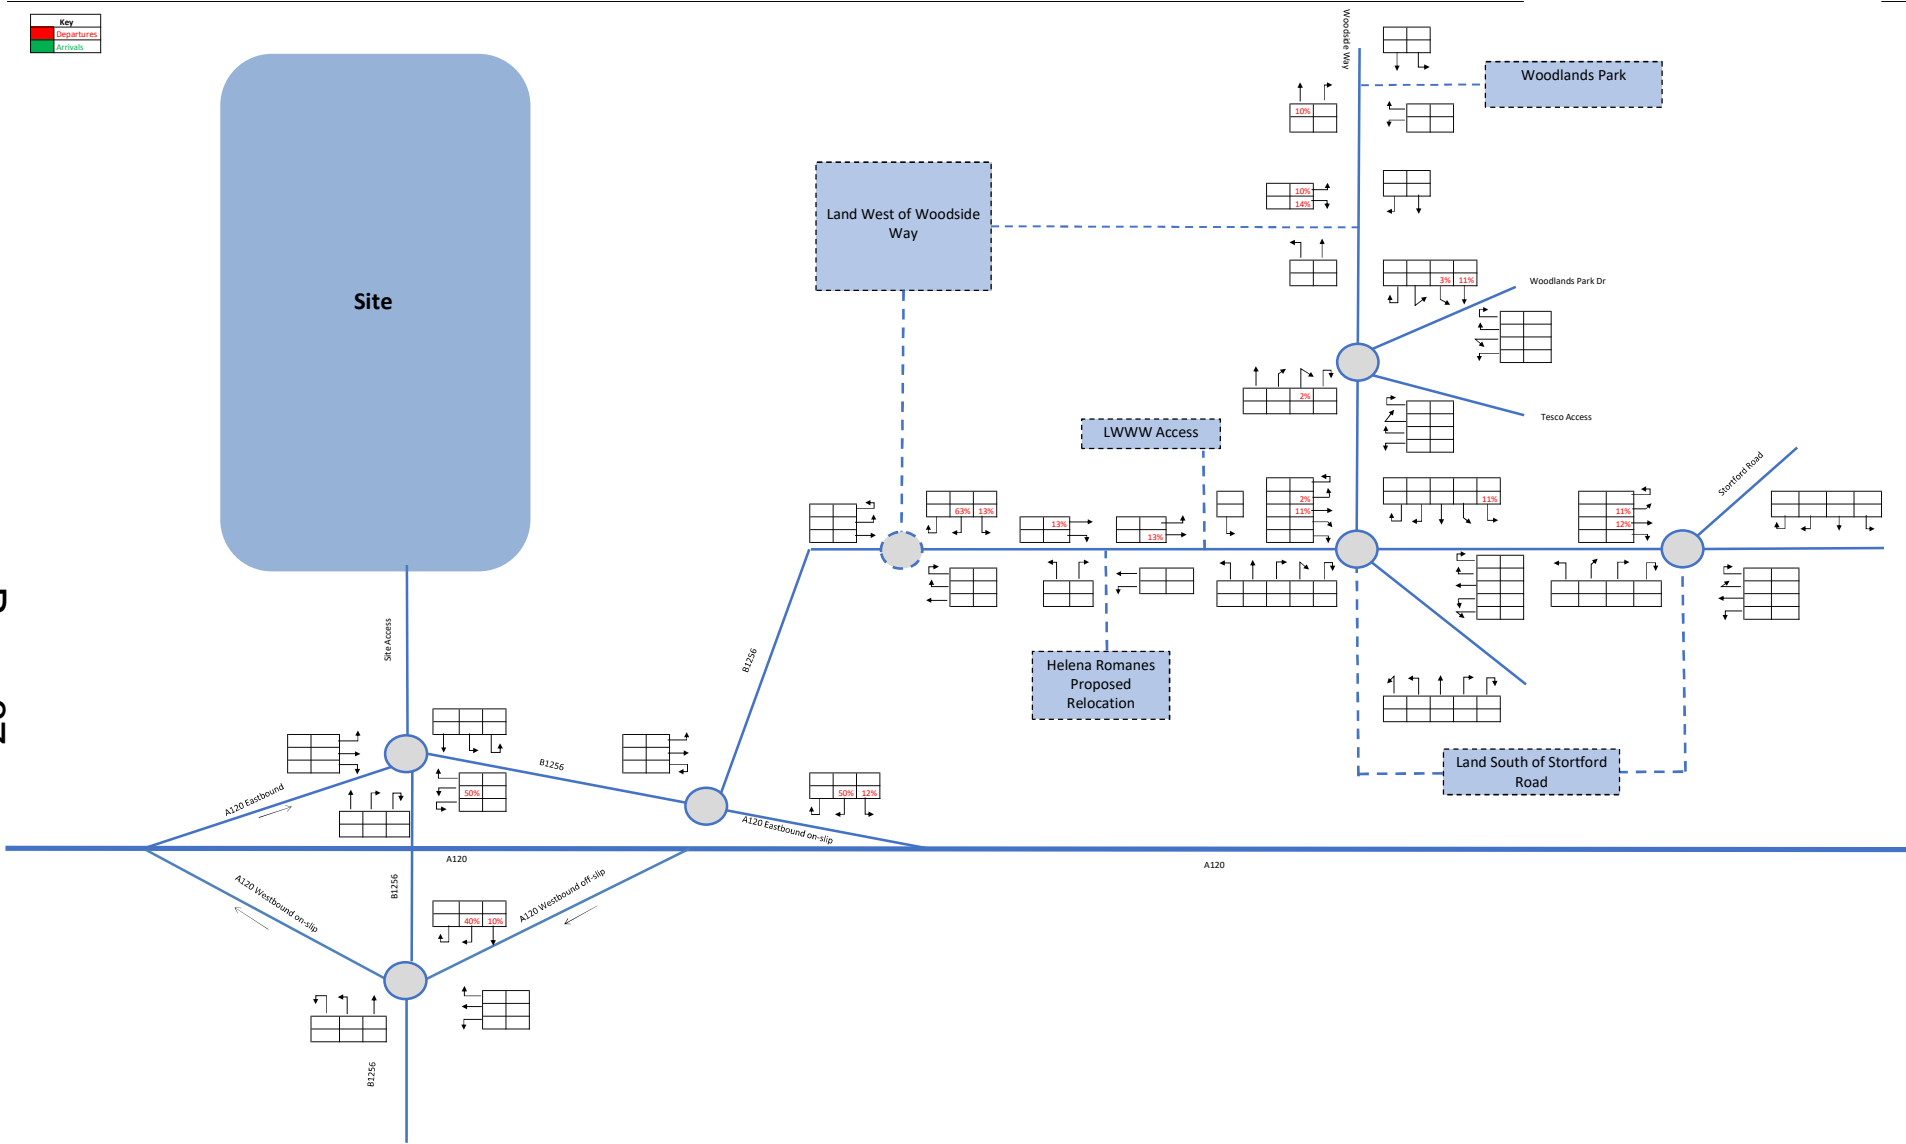 Key
Departures
Arrivals
Woodside Way
Woodlands Park
10%
10%
14%
Land West of Woodside
Way
Site
3% 11%
Woodlands Park Dr
2%
Tesco Access
LWWW Access
Stortford Road
63% 13%
13%
13%
2%
11%
11%
11%
12%
Site Access
B1256
Helena Romanes
Proposed
Relocation
B1256
50%
50% 12%
Land South of Stortford
Road
A120 Eastbound
A120 Eastbound on-slip
A120
A120
B1256
A120 Westbound on-slip
A120 Westbound off-slip
40% 10%
B1256